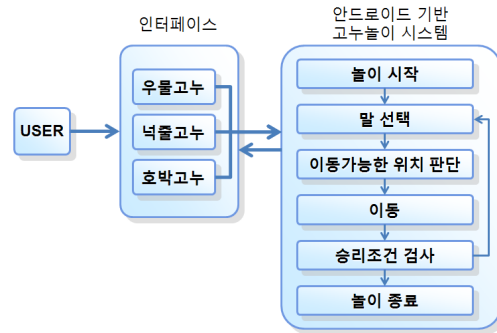 인터페이스
안드로이드 기반
고누놀이 시스템
USER
우물고누
넉줄고누
호박고누
놀이 시작
말 선택
이동가능한 위치 판단
이동
승리조건 검사
놀이 종료